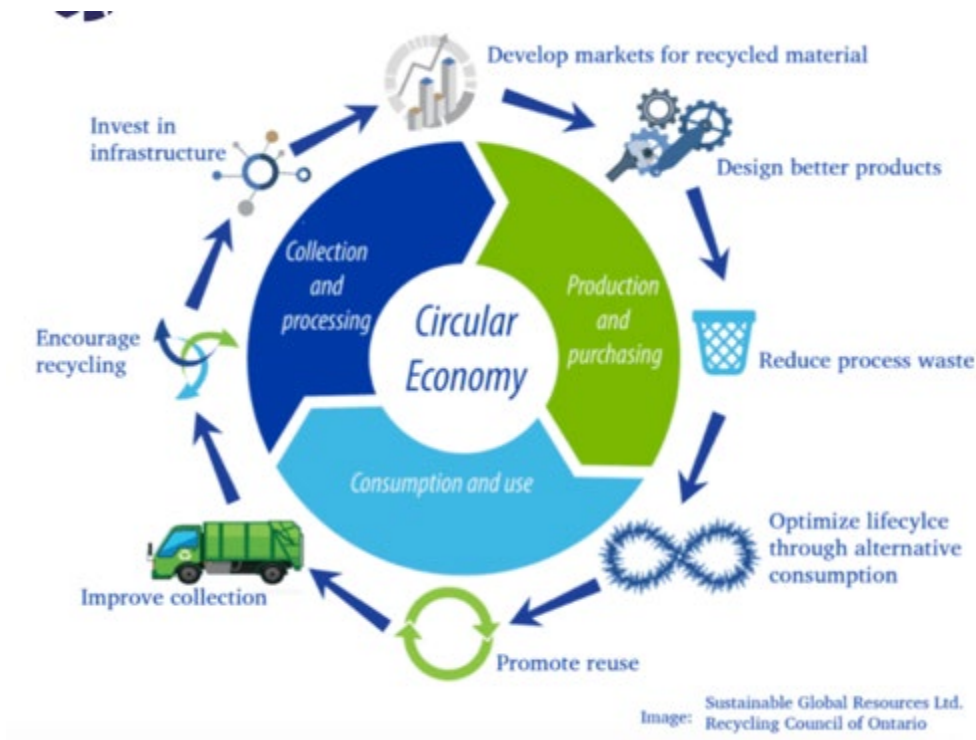 Develop markets for recycled material
Invest in
infrastructure
Design better products
Collection
and
processing
Production
and
purchasing
Circular
Economy
Encourage
recycling
Reduce process waste
Consumption and use
Optimize lifecylce
through alternative
consumption
Improve collection
Promote reuse
Image:
Sustainable Global Resources Ltd.
Recycling Council of Ontario